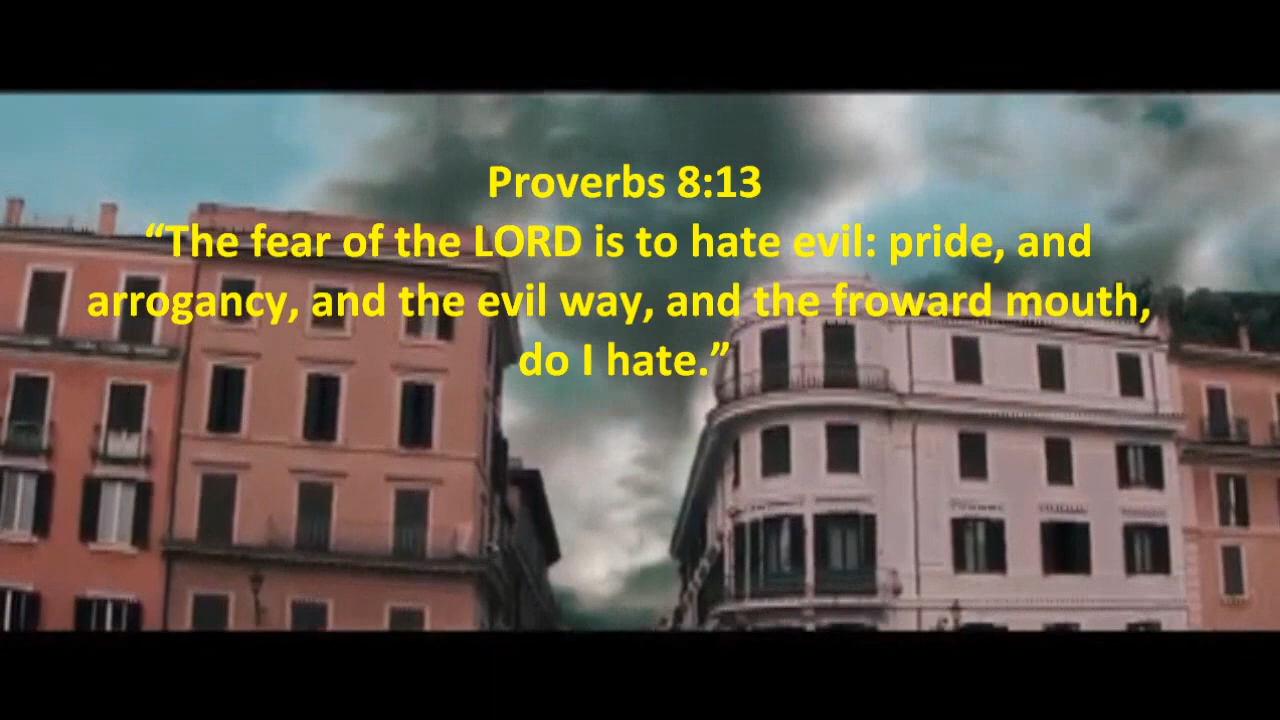 Proverbs 8:13
“The fear of the LORD is to hate evil: pride, and
arrogancy, and the evil way, and the froward mouth,
do I hate.”